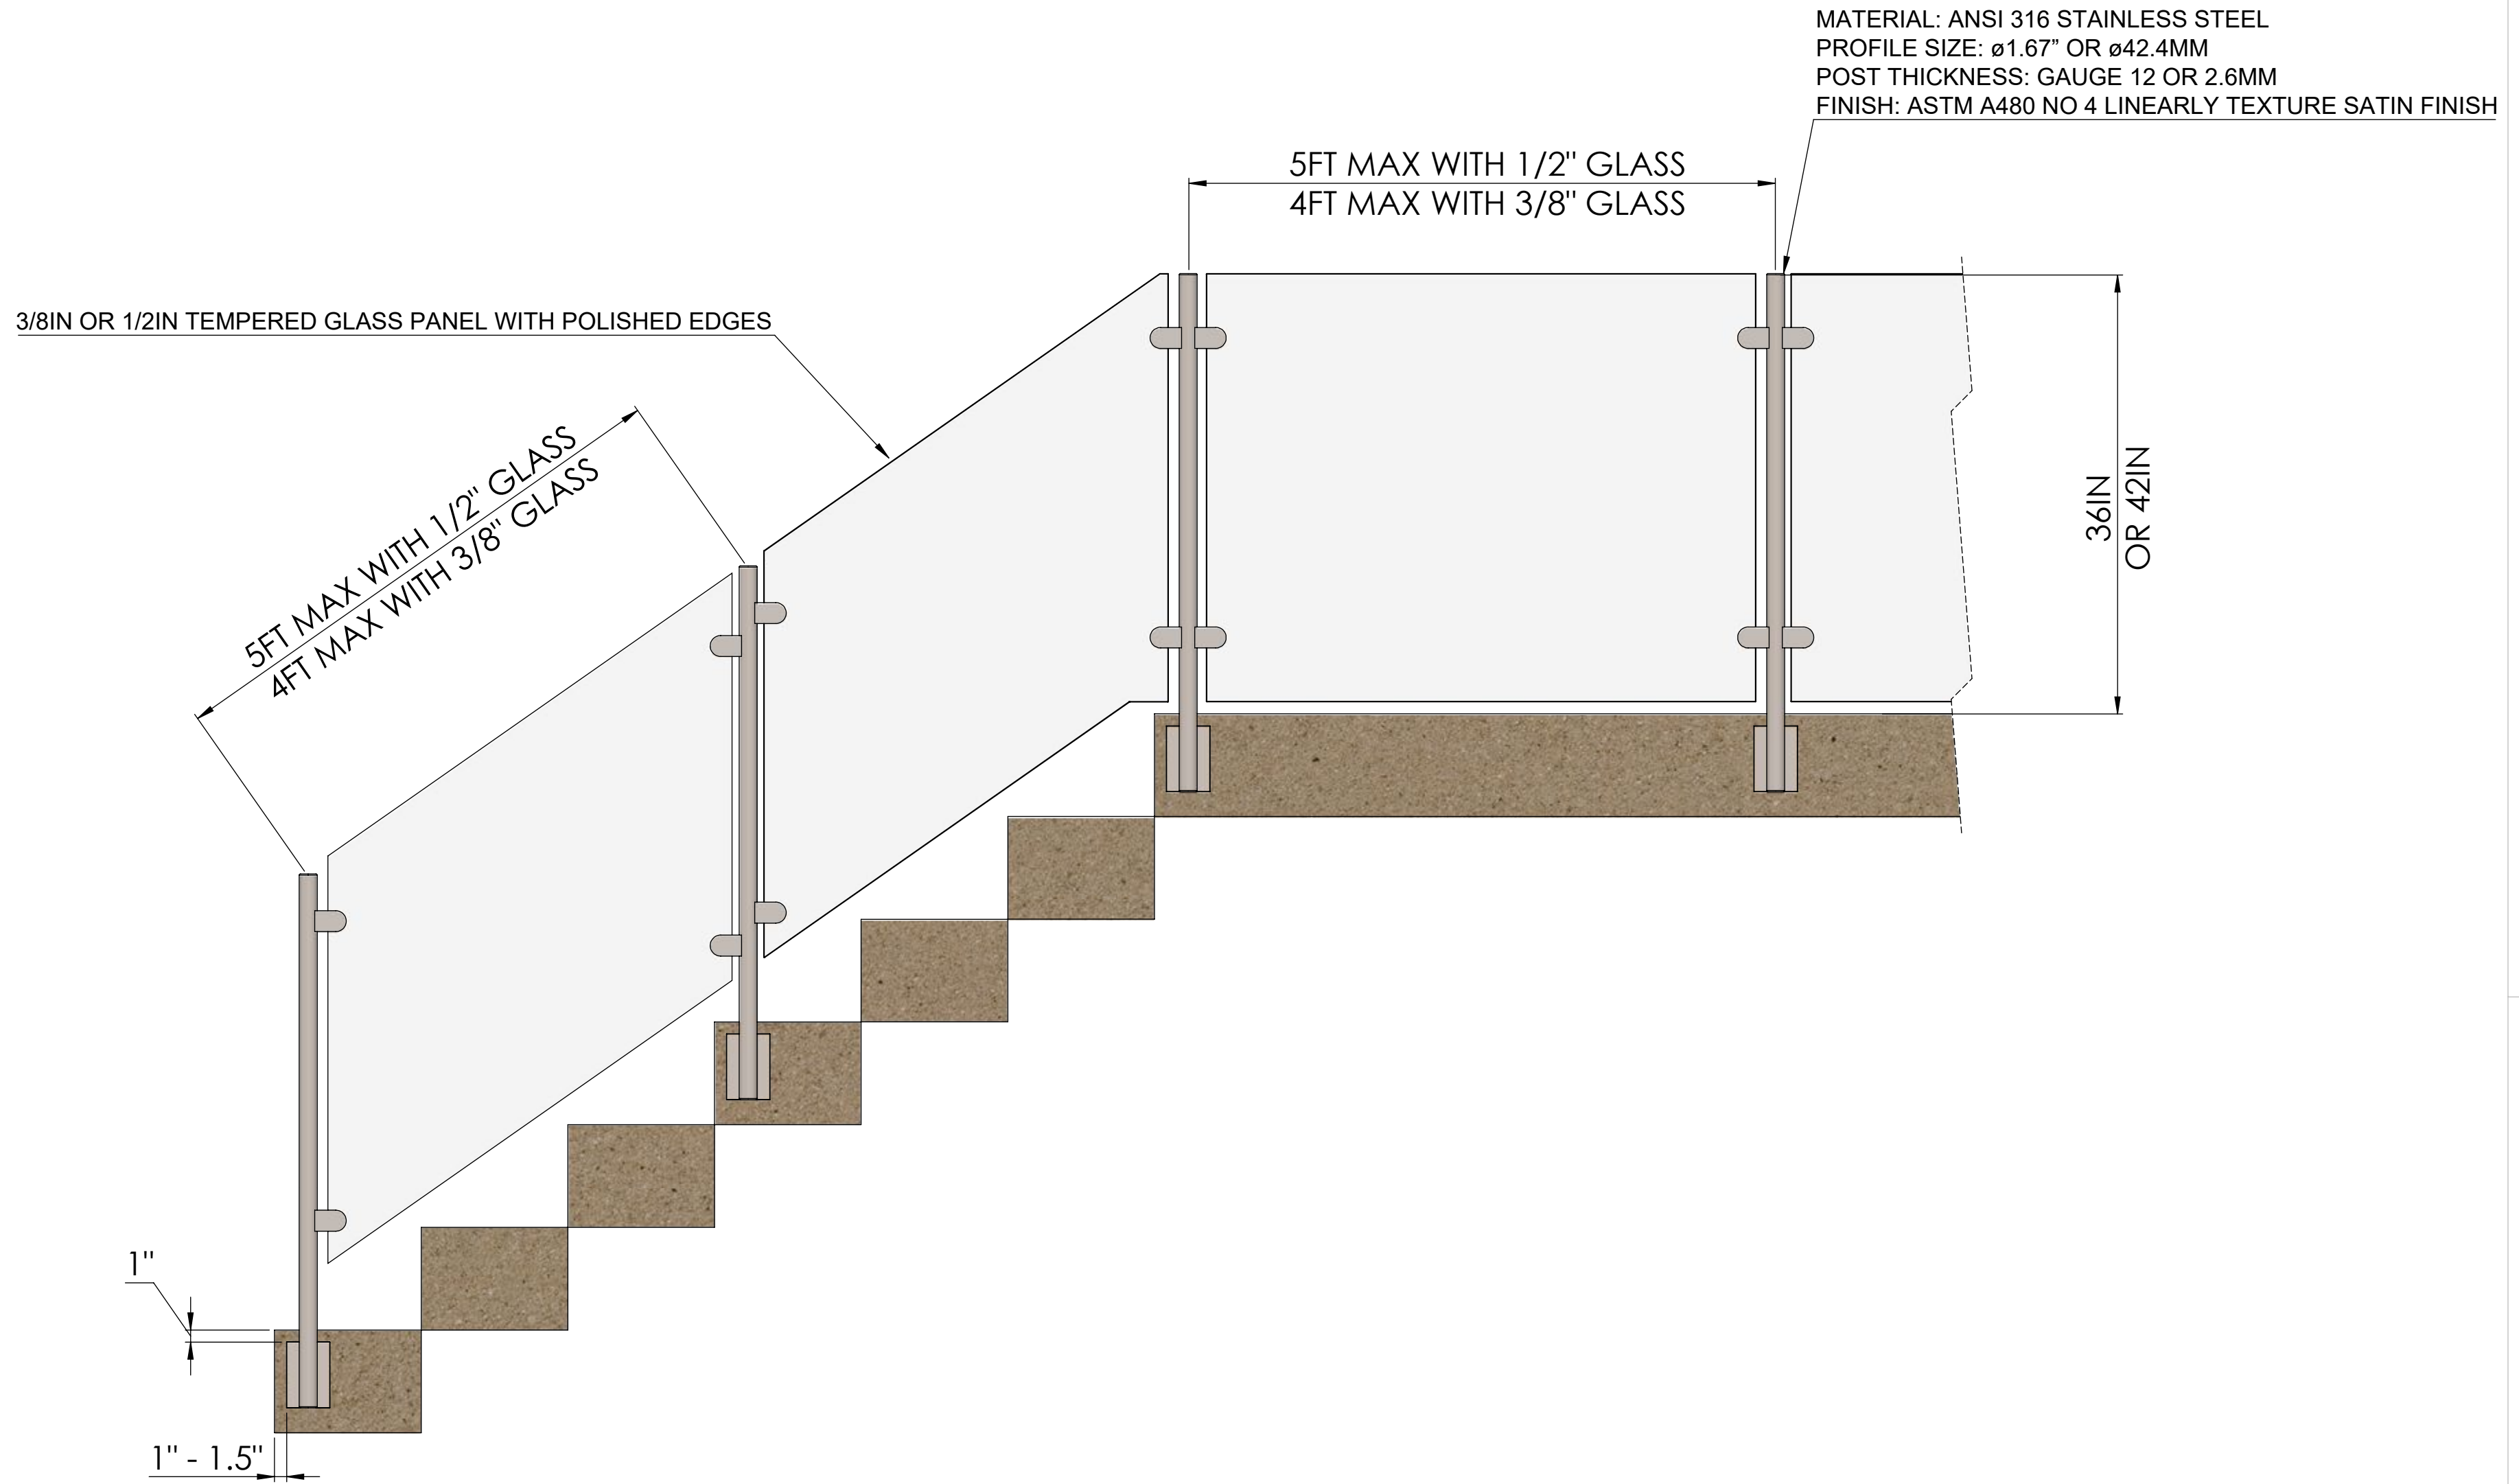 MATERIAL: ANSI 316 STAINLESS STEEL
PROFILE SIZE: ø1.67” OR ø42.4MM
POST THICKNESS: GAUGE 12 OR 2.6MM
FINISH: ASTM A480 NO 4 LINEARLY TEXTURE SATIN FINISH
5FT MAX WITH 1/2" GLASS
4FT MAX WITH 3/8" GLASS
3/8IN OR 1/2IN TEMPERED GLASS PANEL WITH POLISHED EDGES
5FT MAX WITH 1/2" GLASS
4FT MAX WITH 3/8" GLASS
36IN
OR 42IN
1"
1" - 1.5"